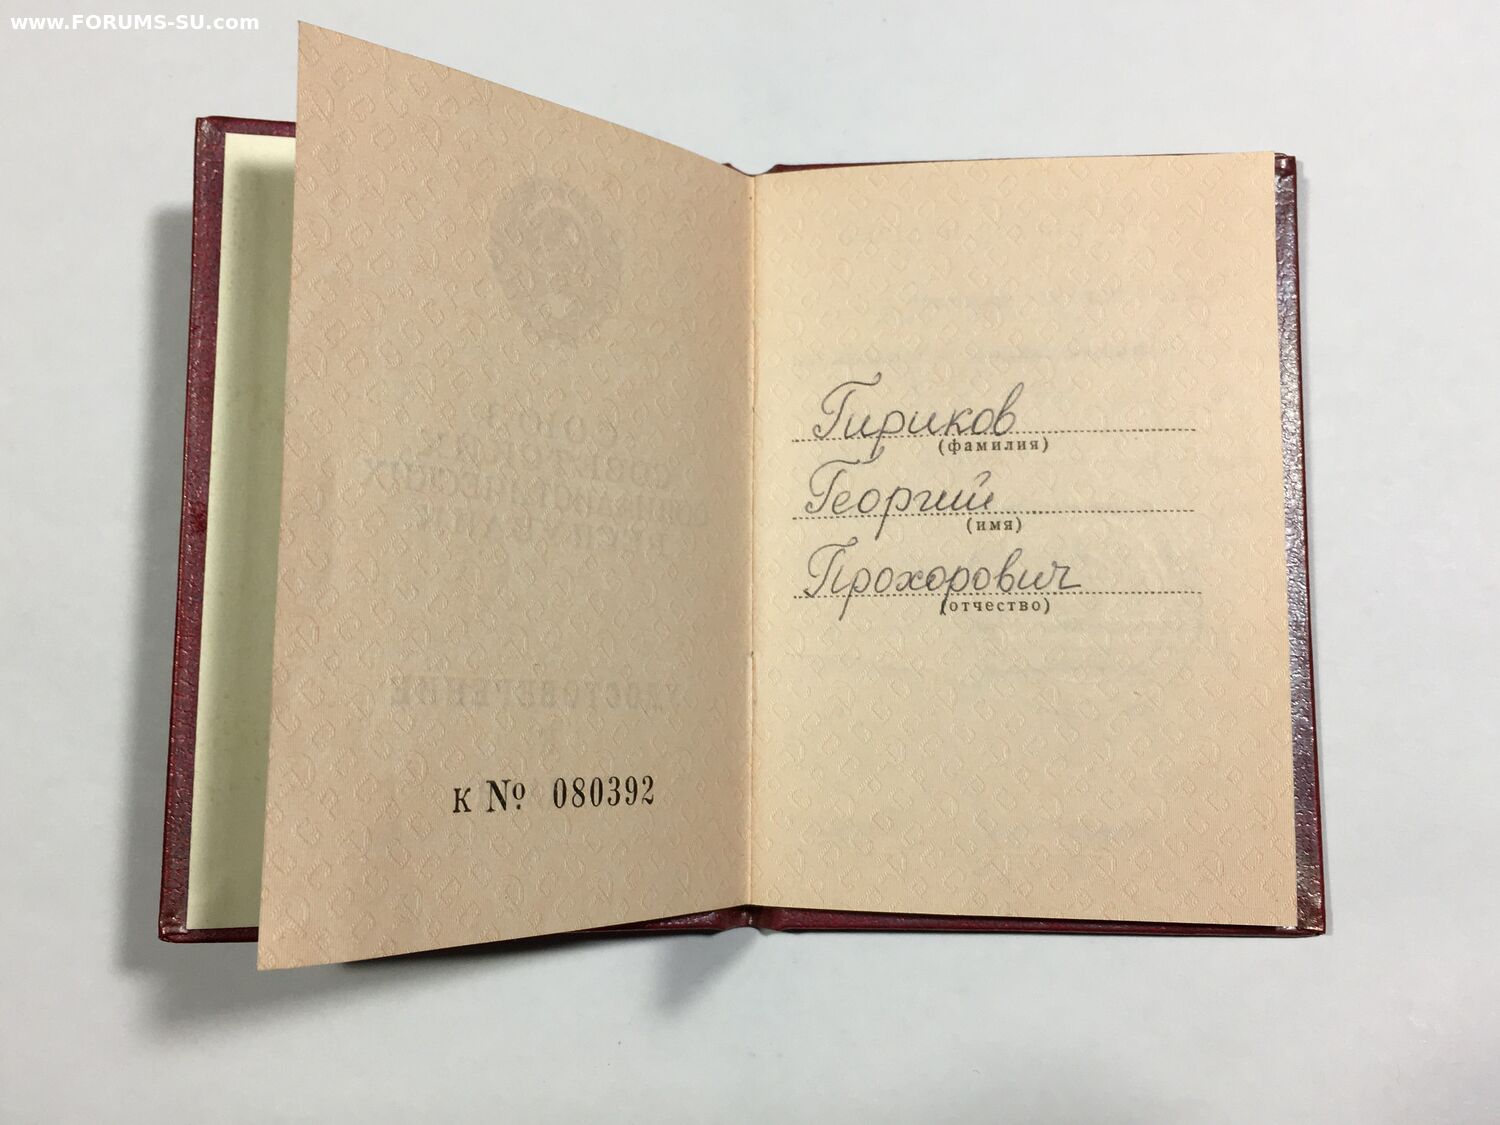 www.FORUMS-SU.com
к № 080392
Гириков
(фамилия)
Георгий
(имя)
Прохорович
(отчество)